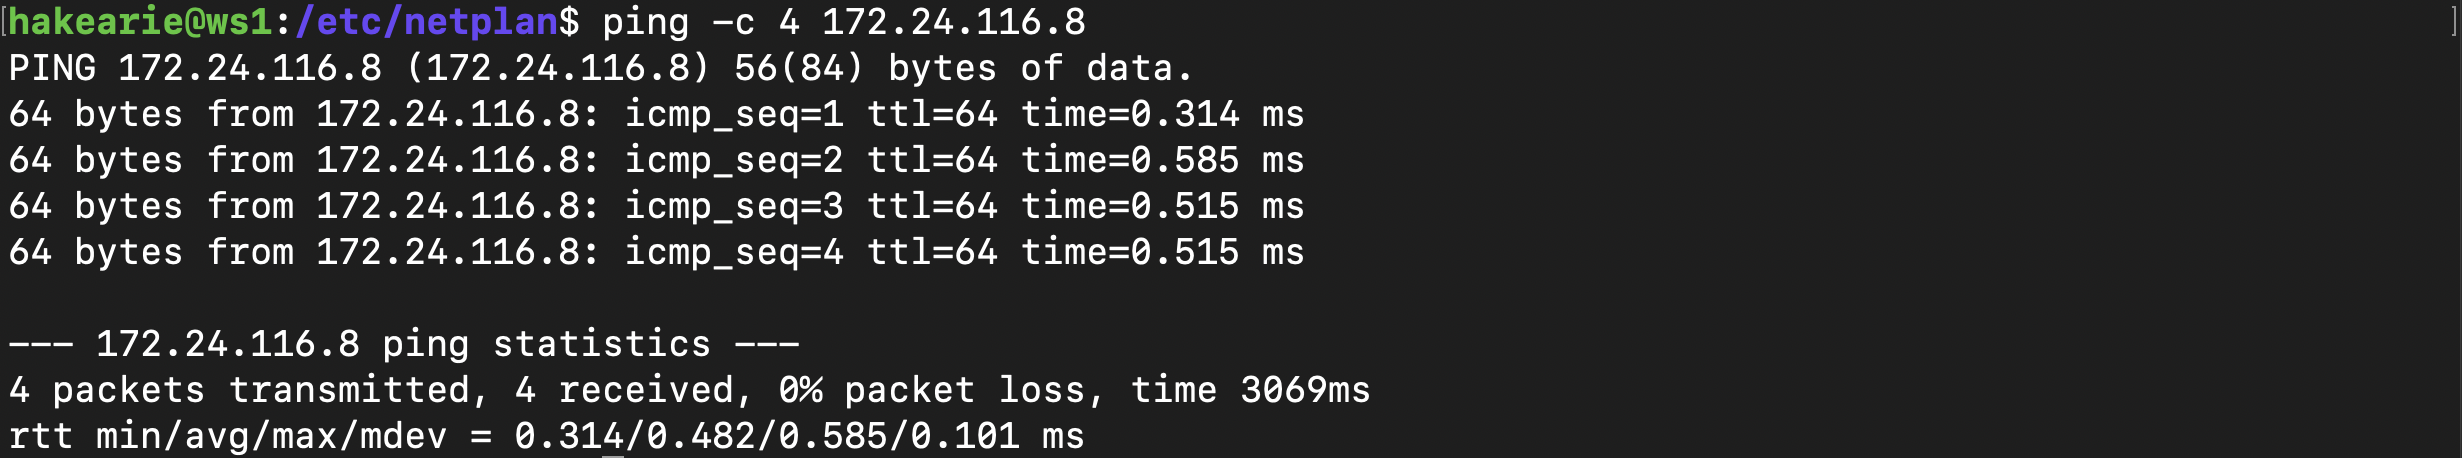 [hakearie@ws1:/etc/netplan$ ping -c 4 172.24.116.8 ]
PING 172.24.116.8 (172.24.116.8) 56(84) bytes of data.
64 bytes from 172.24.116.8: icmp_seq=1 ttl=64 time=0.314 ms
64 bytes from 172.24.116.8: icmp_seq=2 ttl=64 time=0.585 ms
64 bytes from 172.24.116.8: icmp_seq=3 ttl=64 time=0.515 ms
64 bytes from 172.24.116.8: icmp_seq=4 ttl=64 time=0.515 ms
--- 172.24.116.8 ping statistics ---
4 packets transmitted, 4 received, 0% packet loss, time 3069ms
rtt min/avg/max/mdev = 0.314/0.482/0.585/0.101 ms